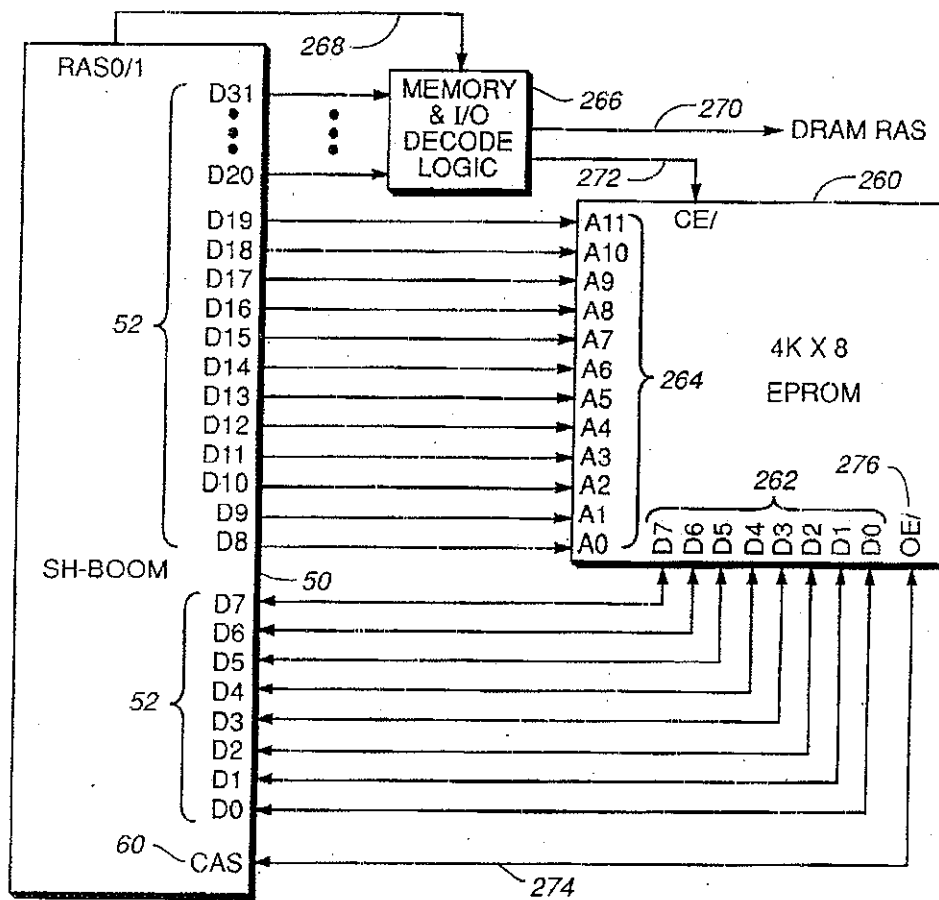 268
RAS0/1
D31
D20
MEMORY
& I/O
DECODE
LOGIC
266
270
DRAM RAS
272
260
CE/
52
D19
D18
D17
D16
D15
D14
D13
D12
D11
D10
D9
D8
A11
A10
A9
A8
A7
A6
A5
A4
A3
A2
A1
A0
264
4K X 8
EPROM
276
262
D7
D6
D5
D4
D3
D2
D1
D0
OE/
SH-BOOM
50
52
D7
D6
D5
D4
D3
D2
D1
D0
60
CAS
274